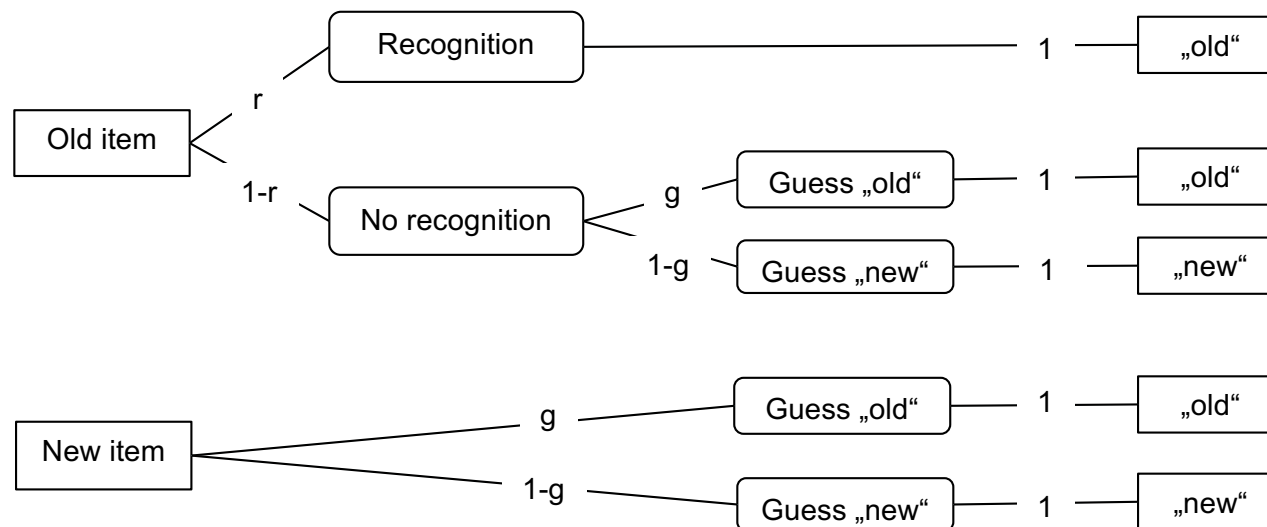 Recognition
1
„old“
r
Old item
1-r
No recognition
g
Guess „old“
1
„old“
1-g
Guess „new“
1
„new“
New item
g
Guess „old“
1
„old“
1-g
Guess „new“
1
„new“